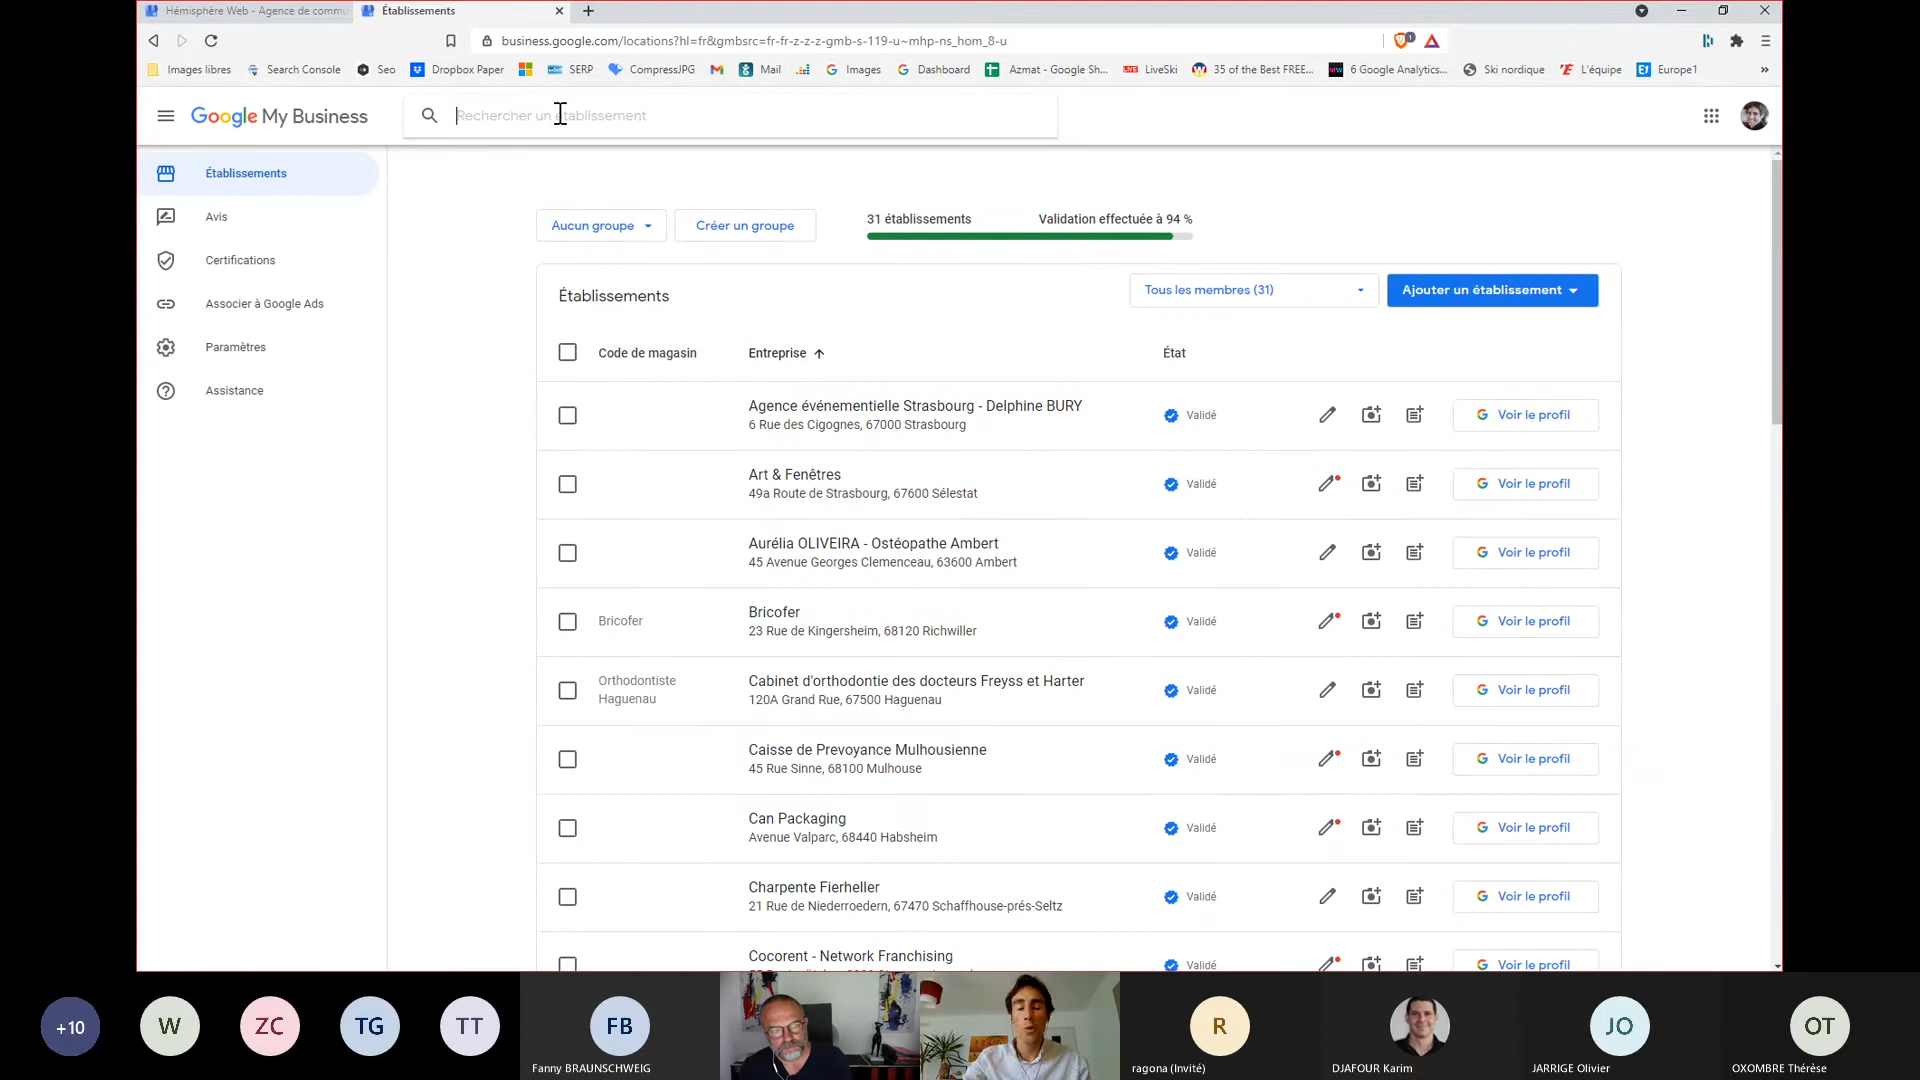 Hémisphère Web - Agence de commu
Établissements
business.google.com/locations?hl=fr&gmbsrc=fr-fr-z-z-z-gmb-s-119-u~mhp-ns_hom_8-u
Images libres
Search Console
Seo
Dropbox Paper
SERP
CompressJPG
Mail
Images
Dashboard
Azmat - Google Sh...
LiveSki
35 of the Best FREE...
6 Google Analytics...
Ski nordique
L'équipe
Europe1
»
Google My Business
Rechercher un établissement
Établissements
Avis
Certifications
Associer à Google Ads
Paramètres
Assistance
Aucun groupe
Créer un groupe
31 établissements
Validation effectuée à 94 %
Établissements
Tous les membres (31)
Ajouter un établissement
Code de magasin
Entreprise
État
Agence événementielle Strasbourg - Delphine BURY
6 Rue des Cigognes, 67000 Strasbourg
Validé
Voir le profil
Art & Fenêtres
49a Route de Strasbourg, 67600 Sélestat
Validé
Voir le profil
Aurélia OLIVEIRA - Ostéopathe Ambert
45 Avenue Georges Clemenceau, 63600 Ambert
Validé
Voir le profil
Bricofer
Bricofer
23 Rue de Kingersheim, 68120 Richwiller
Validé
Voir le profil
Orthodontiste
Haguenau
Cabinet d'orthodontie des docteurs Freyss et Harter
120A Grand Rue, 67500 Haguenau
Validé
Voir le profil
Caisse de Prevoyance Mulhousienne
45 Rue Sinne, 68100 Mulhouse
Validé
Voir le profil
Can Packaging
Avenue Valparc, 68440 Habsheim
Validé
Voir le profil
Charpente Fierheller
21 Rue de Niederroedern, 67470 Schaffhouse-prés-Seltz
Validé
Voir le profil
Cocorent - Network Franchising
Validé
Voir le profil
+10
W
ZC
TG
TT
FB
Fanny BRAUNSCHWEIG
R
ragona (Invité)
DJAFOUR Karim
JO
JARRIGE Olivier
OT
OXOMBRE Thérèse